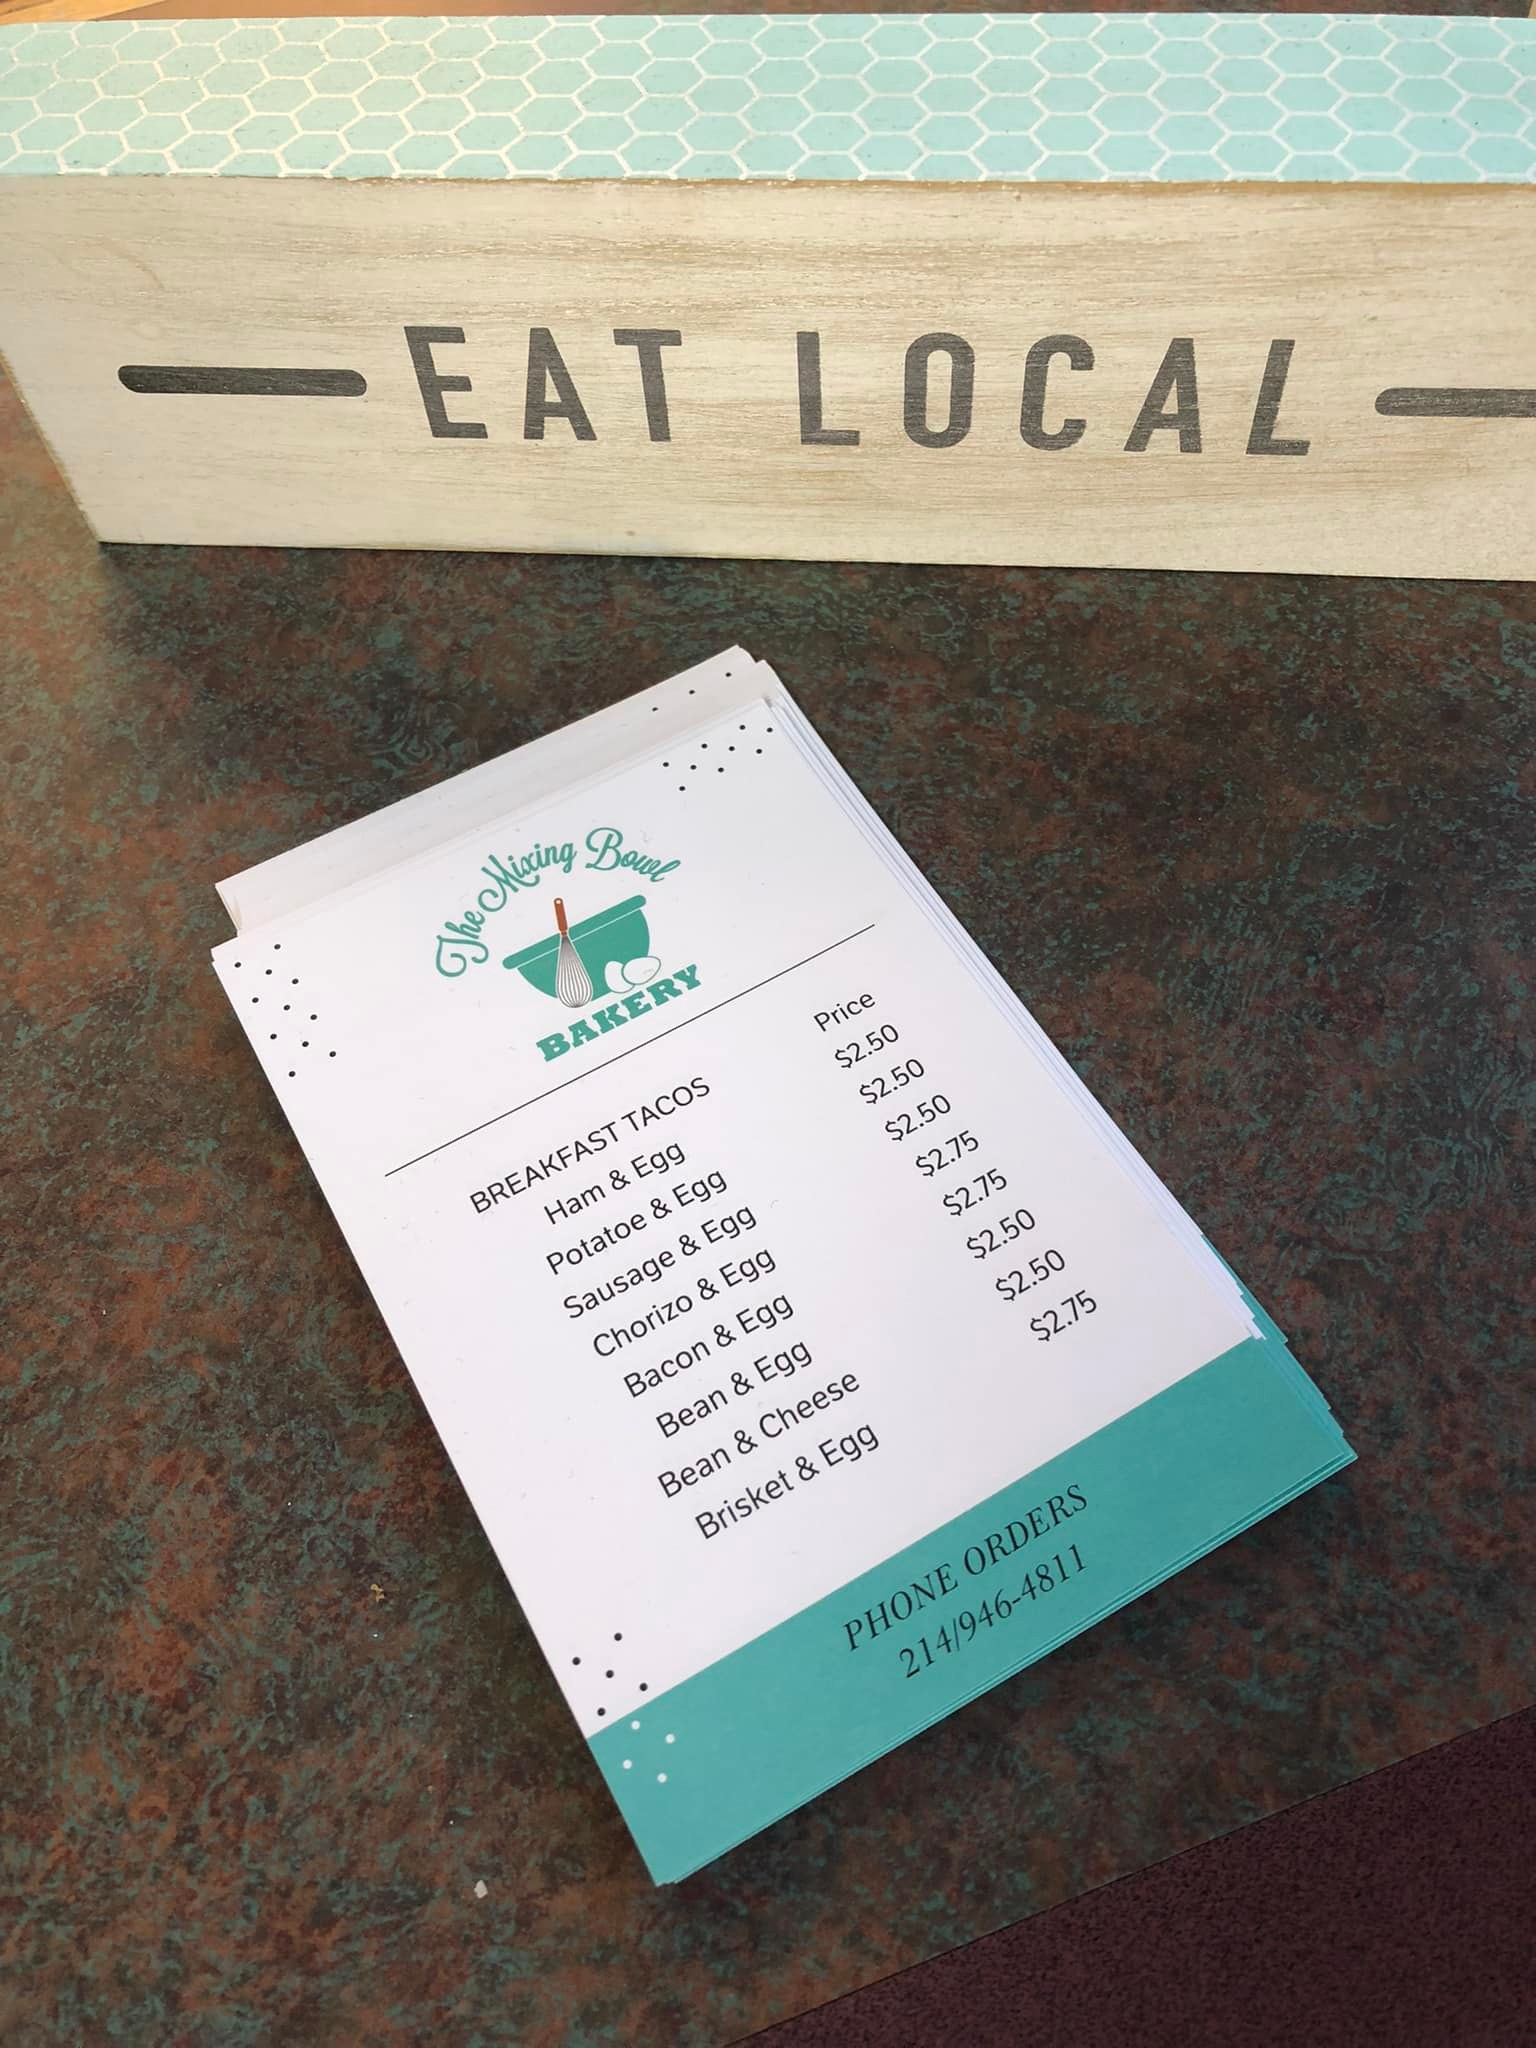 EAT LOCAL
The Mixing Bowl
BAKERY
BREAKFAST TACOS Price
Ham & Egg $2.50
Potatoe & Egg $2.50
Sausage & Egg $2.50
Chorizo & Egg $2.75
Bacon & Egg $2.75
Bean & Egg $2.50
Bean & Cheese $2.50
Brisket & Egg $2.75
PHONE ORDERS
214/946-4811